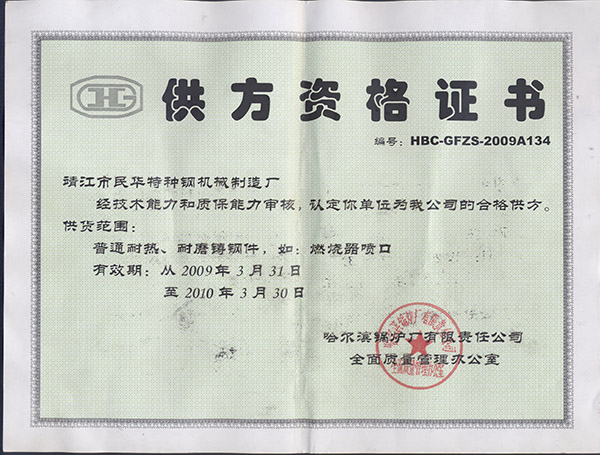 供方资格证书
编号：HBC-GFZS-2009A134
靖江市民华特种钢机械制造厂
经技术能力和质保能力审核，认定你单位为我公司的合格供方。
供货范围：
普通耐热、耐磨铸钢件，如：燃烧器喷口
有效期：从 2009 年 3 月 31 日
至 2010 年 3 月 30 日
哈尔滨锅炉厂有限责任公司
全面质量管理办公室